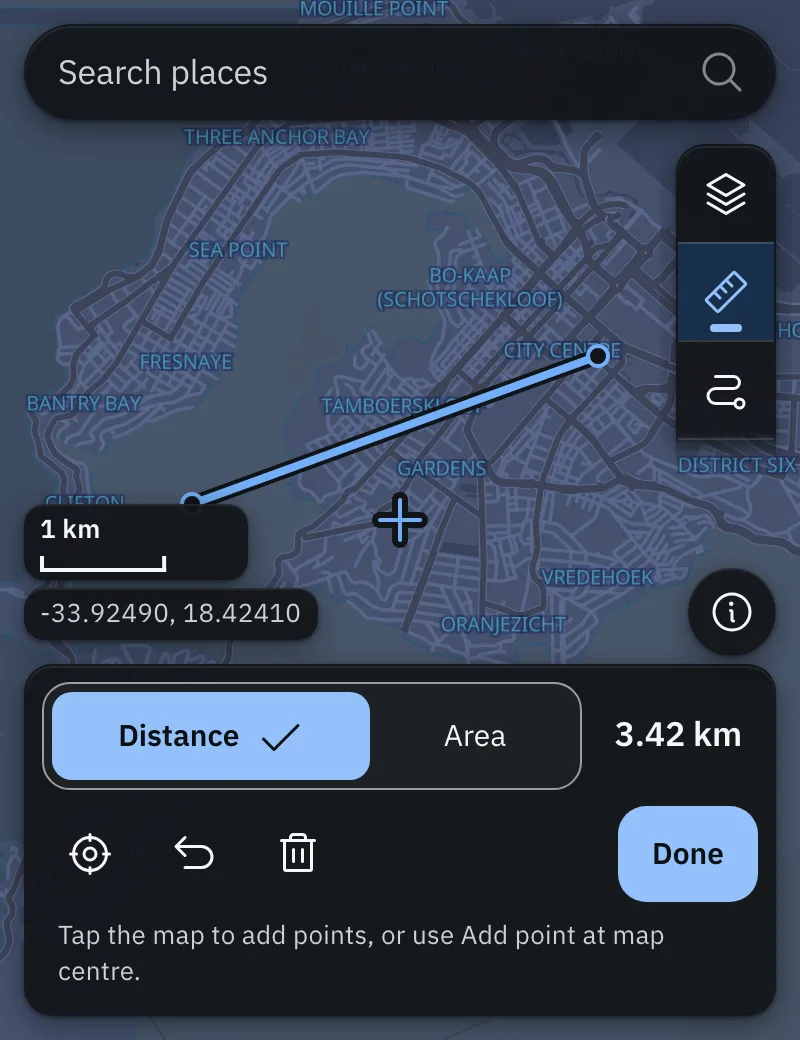 MOUILLE POINT
Search places
THREE ANCHOR BAY
SEA POINT
BO-KAAP
(SCHOTSCHEKLOOF)
CITY CENTRE
FRESNAYE
BANTRY BAY
TAMBOERSKLOOF
GARDENS
DISTRICT SIX
CLIFTON
1 km
VREDEHOEK
-33.92490, 18.42410
ORANJEZICHT
Distance
Area
3.42 km
Done
Tap the map to add points, or use Add point at map
centre.